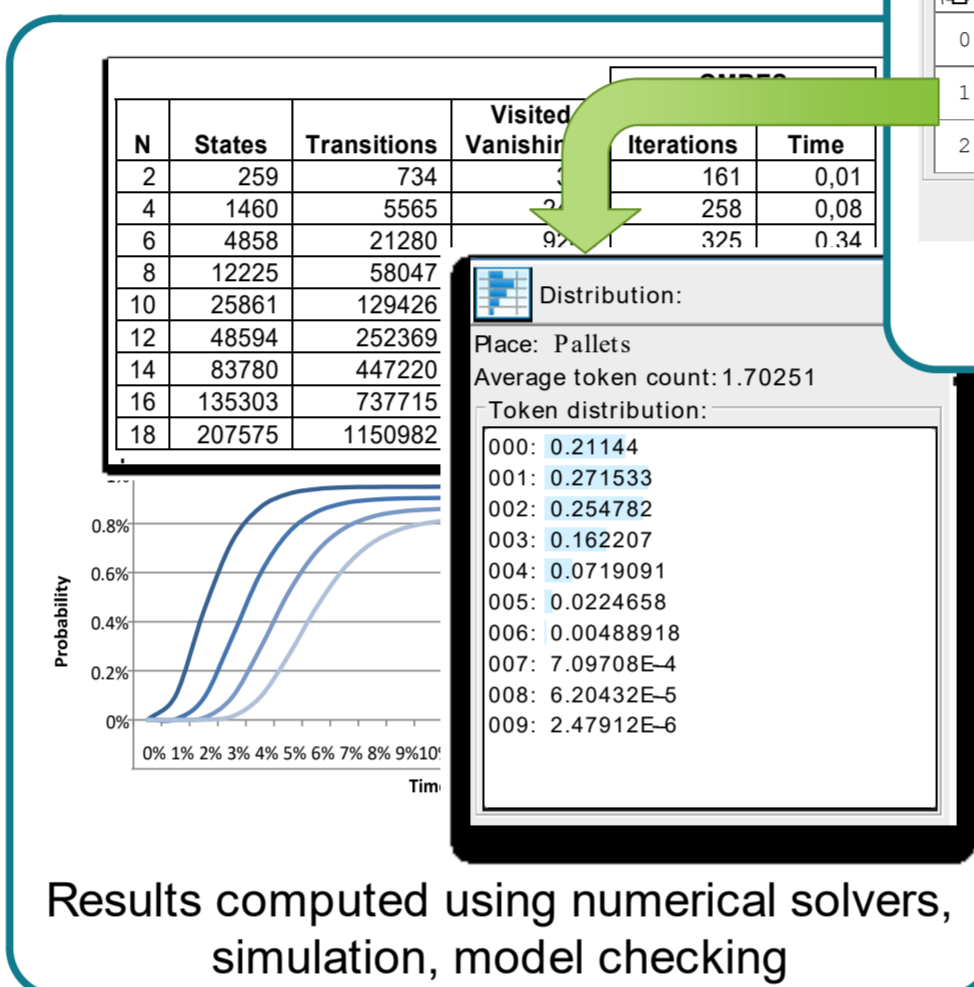 0
1
2
Visited
N States Transitions Iterations Time
2 259 734 161 0,01
4 1460 5565 258 0,08
6 4858 21280 325 0.34
8 12225 58047
10 25861 129426
12 48594 252369
14 83780 447220
16 135303 737715
18 207575 1150982
Distribution:
Place: Pallets
Average token count: 1.70251
Token distribution:
000: 0.21144
001: 0.271533
002: 0.254782
003: 0.162207
004: 0.0719091
005: 0.0224658
006: 0.00488918
007: 7.09708E-4
008: 6.20432E-5
009: 2.47912E-6
0.8%
0.6%
0.4%
0.2%
0%
Probability
0% 1% 2% 3% 4% 5% 6% 7% 8% 9% 10
Results computed using numerical solvers,
simulation, model checking